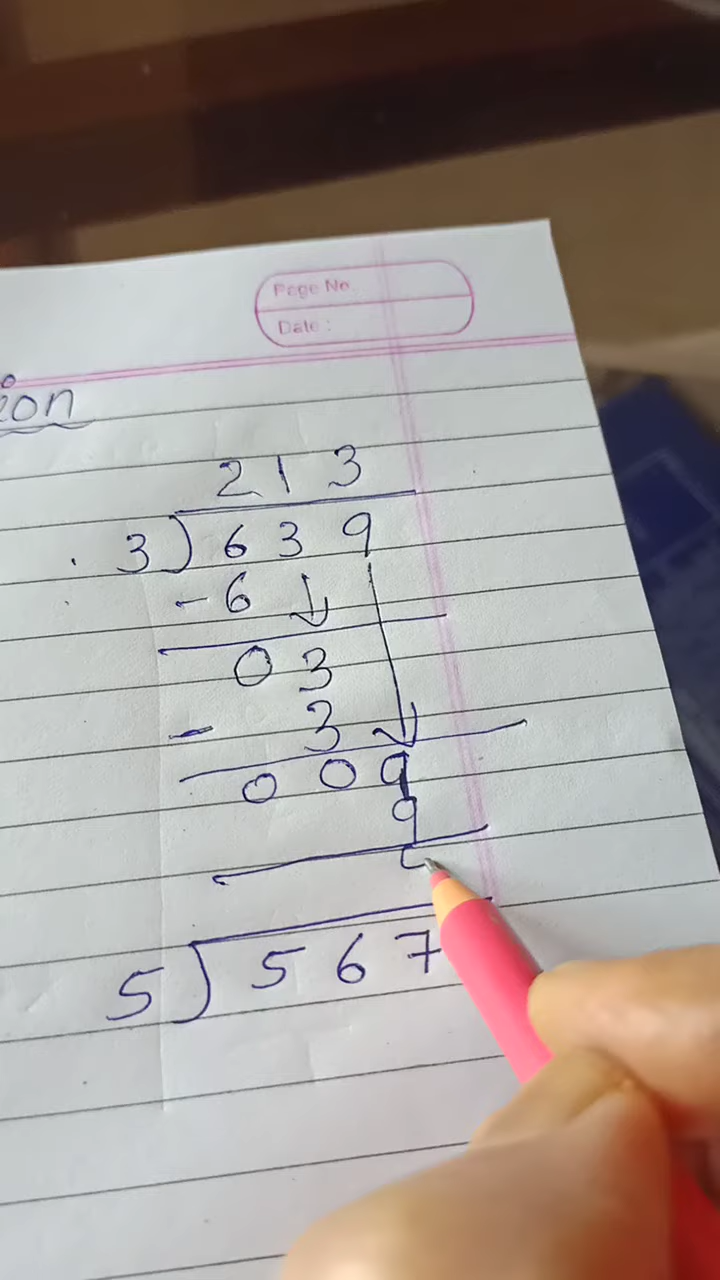 Page No.
Date :
ion
2 1 3
3 ) 6 3 9
- 6 ↓
0 3
- 3
0 0 9
9
5 ) 5 6 7